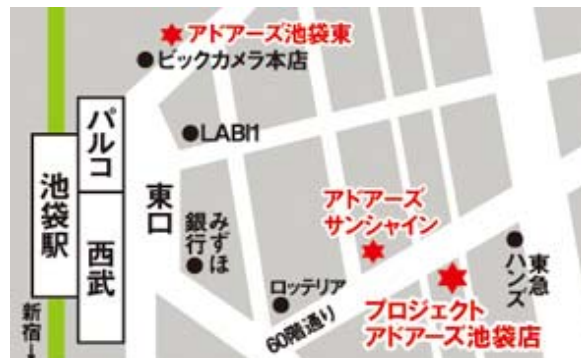 アドアーズ池袋東
ビックカメラ本店
LABI1
パルコ
池袋駅
西武
東口
みずほ
銀行
アドアーズ
サンシャイン
ロッテリア
60階通り
東急
ハンズ
プロジェクト
アドアーズ池袋店
新宿